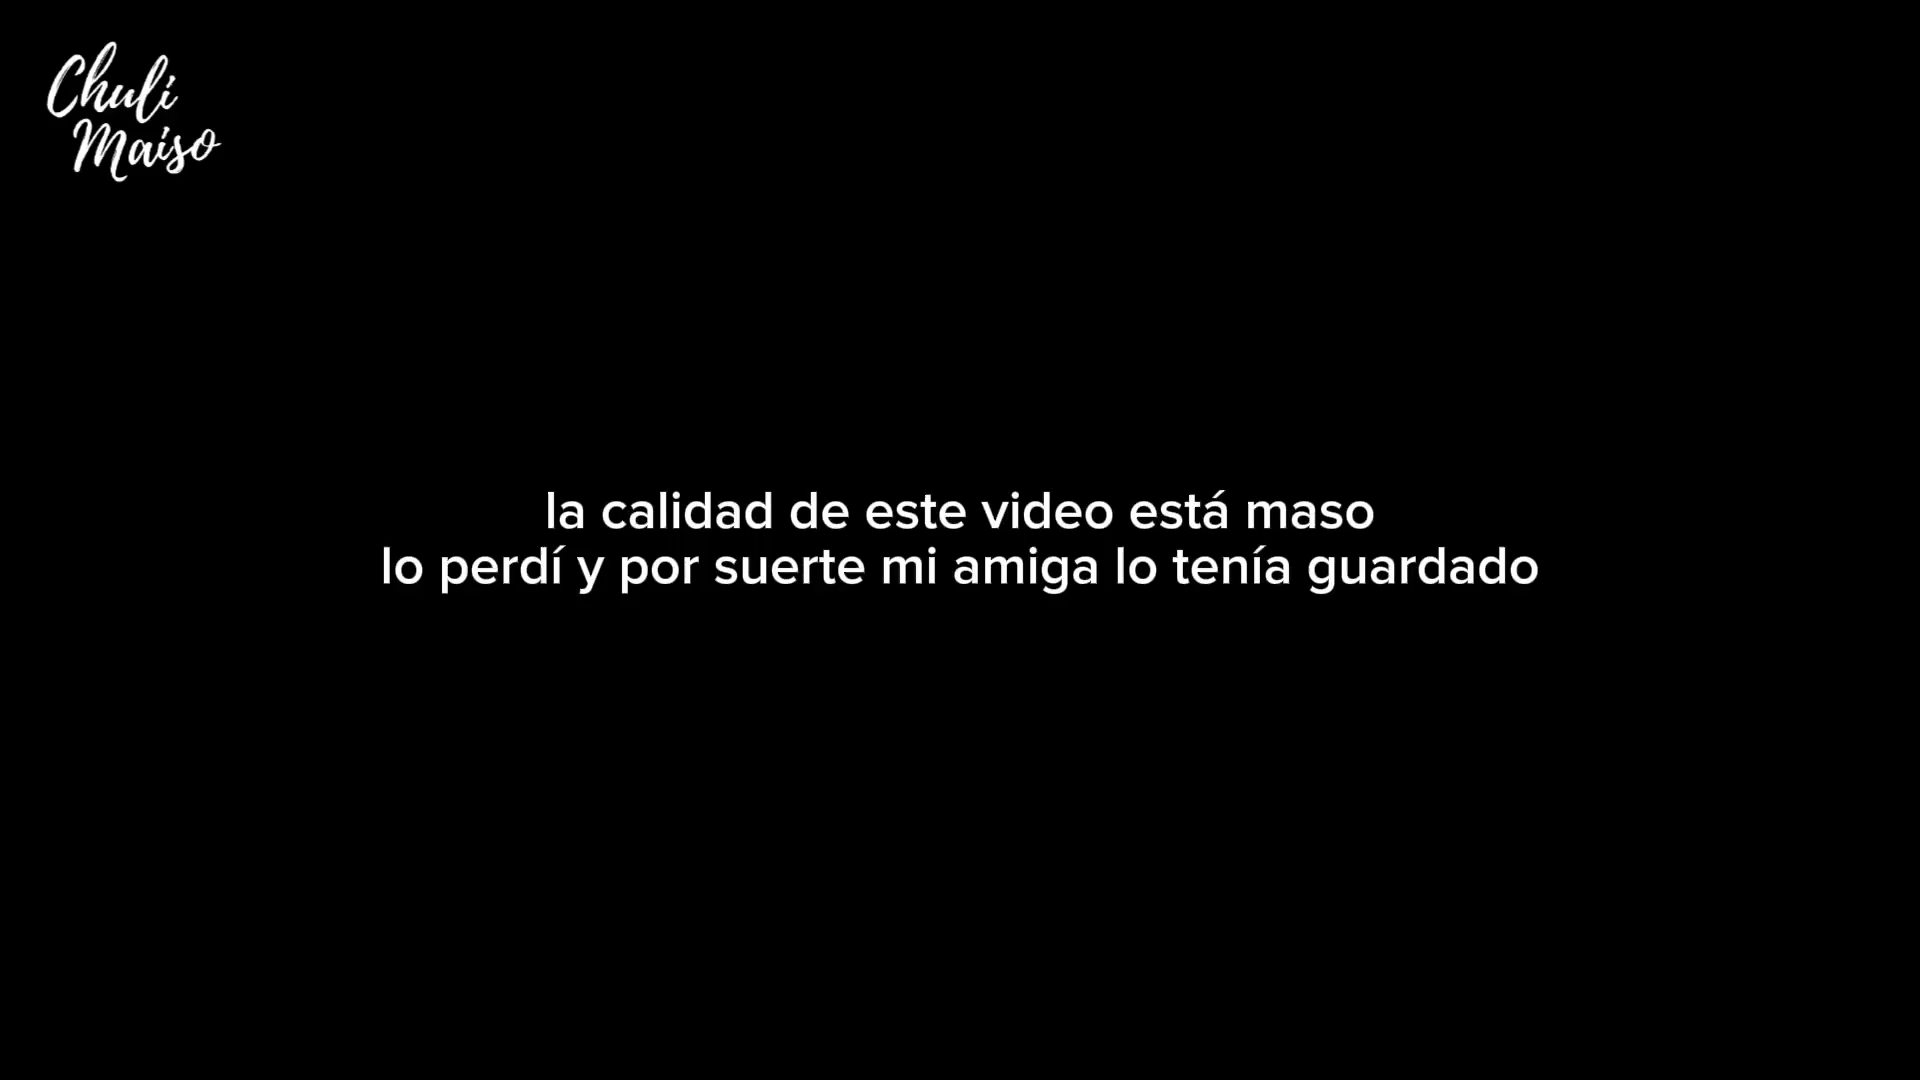 Chuli
Maiso
la calidad de este video está maso
lo perdí y por suerte mi amiga lo tenía guardado